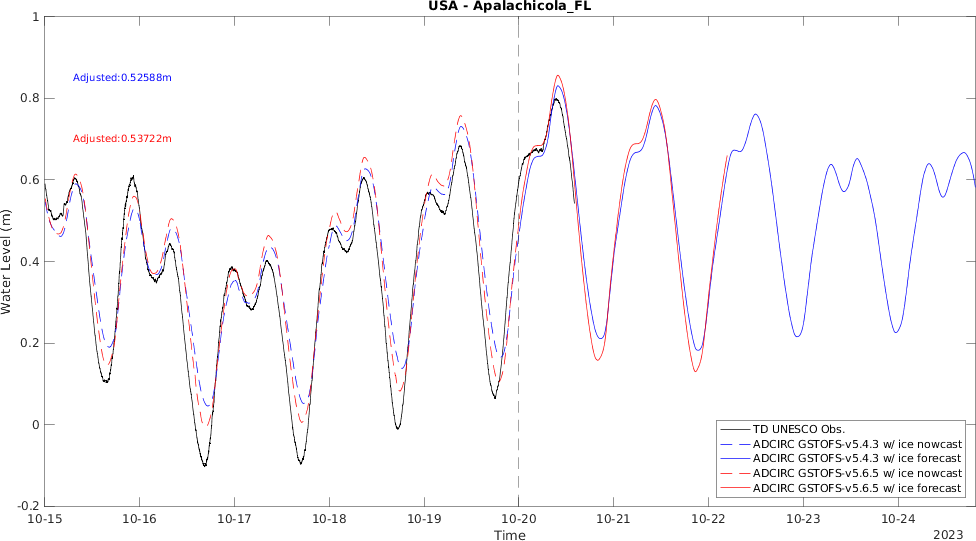 USA - Apalachicola_FL
1
0.8
0.6
0.4
0.2
0
-0.2
Water Level (m)
Adjusted:0.52588m
Adjusted:0.53722m
TD UNESCO Obs.
ADCIRC GSTOFS-v5.4.3 w/ ice nowcast
ADCIRC GSTOFS-v5.4.3 w/ ice forecast
ADCIRC GSTOFS-v5.6.5 w/ ice nowcast
ADCIRC GSTOFS-v5.6.5 w/ ice forecast
10-15 10-16 10-17 10-18 10-19 10-20 10-21 10-22 10-23 10-24
Time
2023